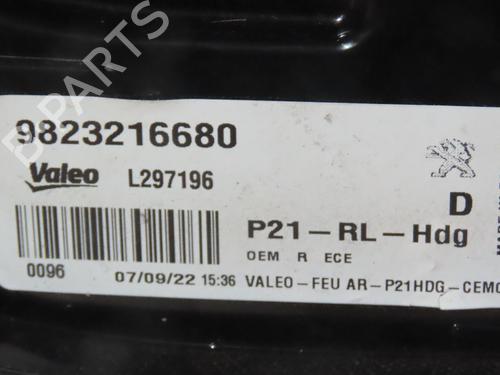 9823216680
Valeo L297196
D
P21-RL-Hdg
OEM R ECE
0096 07/09/22 15:36 VALEO-FEU AR-P21HDG-CEMO
B-PARTS